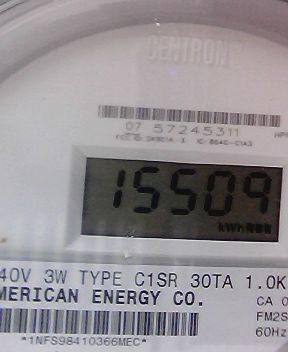 CENTRON
07 57245311
15509
kWh
40V 3W TYPE C1SR 30TA 1.0K
MERICAN ENERGY CO.
CA 0
FM2S
60Hz
*1NFS98410366MEC*